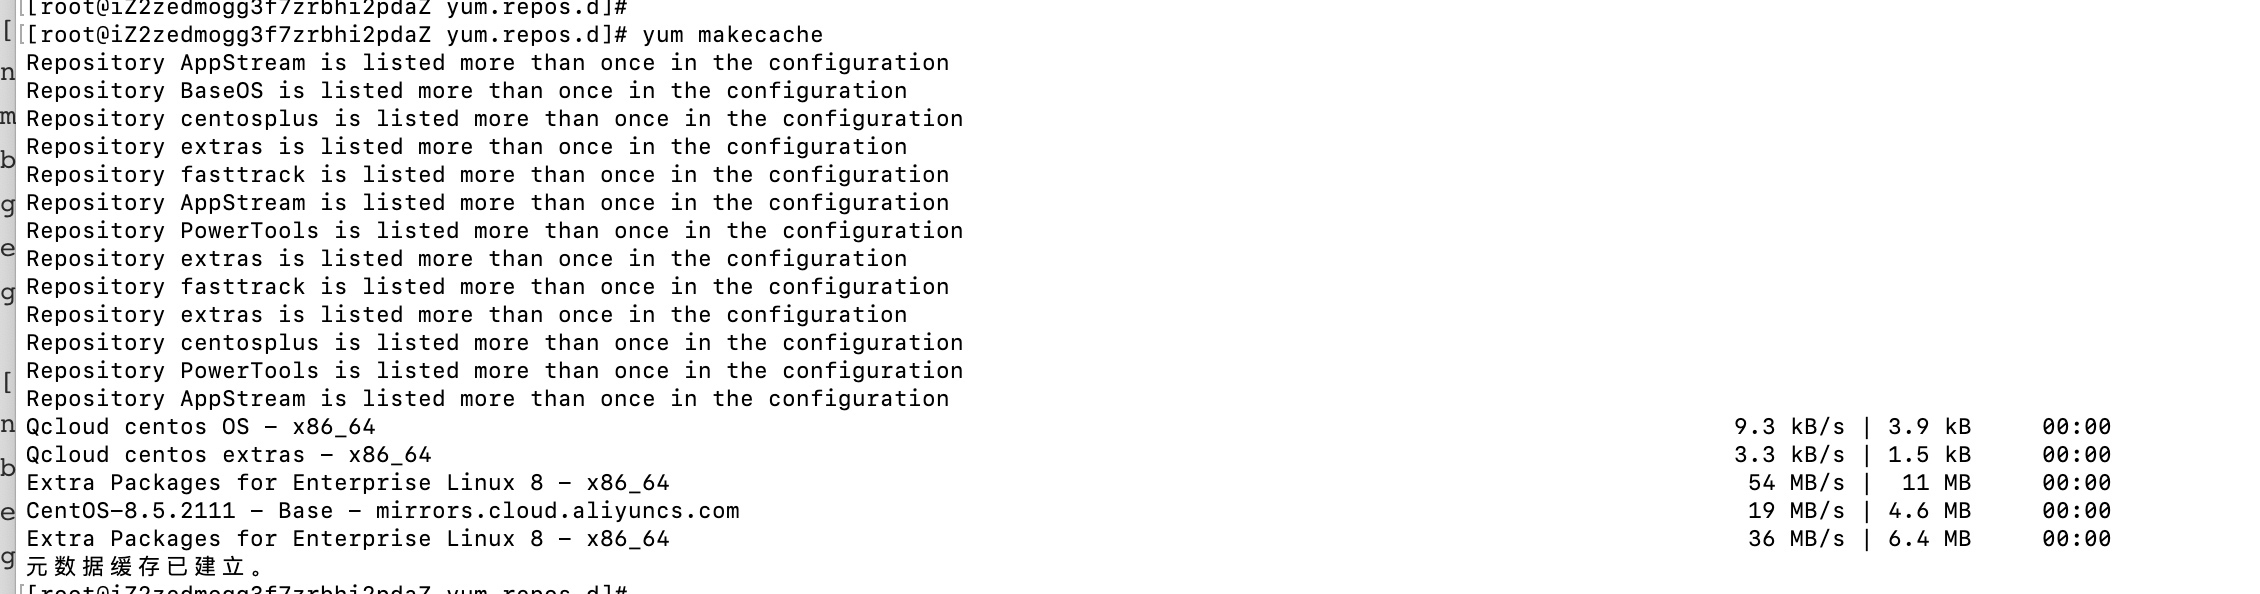 [[root@iZ2zedmogg3f7zrbhi2pdaZ yum.repos.d]#
[[root@iZ2zedmogg3f7zrbhi2pdaZ yum.repos.d]# yum makecache
Repository AppStream is listed more than once in the configuration
Repository BaseOS is listed more than once in the configuration
Repository centosplus is listed more than once in the configuration
Repository extras is listed more than once in the configuration
Repository fasttrack is listed more than once in the configuration
Repository AppStream is listed more than once in the configuration
Repository PowerTools is listed more than once in the configuration
Repository extras is listed more than once in the configuration
Repository fasttrack is listed more than once in the configuration
Repository extras is listed more than once in the configuration
Repository centosplus is listed more than once in the configuration
Repository PowerTools is listed more than once in the configuration
Repository AppStream is listed more than once in the configuration
Qcloud centos OS - x86_64 9.3 kB/s | 3.9 kB 00:00
Qcloud centos extras - x86_64 3.3 kB/s | 1.5 kB 00:00
Extra Packages for Enterprise Linux 8 - x86_64 54 MB/s | 11 MB 00:00
CentOS-8.5.2111 - Base - mirrors.cloud.aliyuncs.com 19 MB/s | 4.6 MB 00:00
Extra Packages for Enterprise Linux 8 - x86_64 36 MB/s | 6.4 MB 00:00
元数据缓存已建立。
[[root@iZ2zedmogg3f7zrbhi2pdaZ yum.repos.d]#